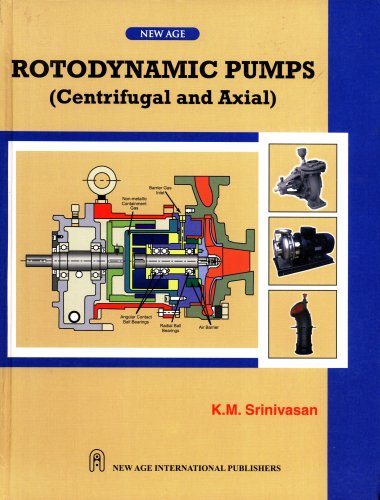 NEW AGE
ROTODYNAMIC PUMPS
(Centrifugal and Axial)
Non-metallic
Containment
Gas
Barrier Gas
Inlet
Angular Contact
Ball Bearings
Radial Ball
Bearings
Air Barrier
K.M. Srinivasan
NEW AGE INTERNATIONAL PUBLISHERS